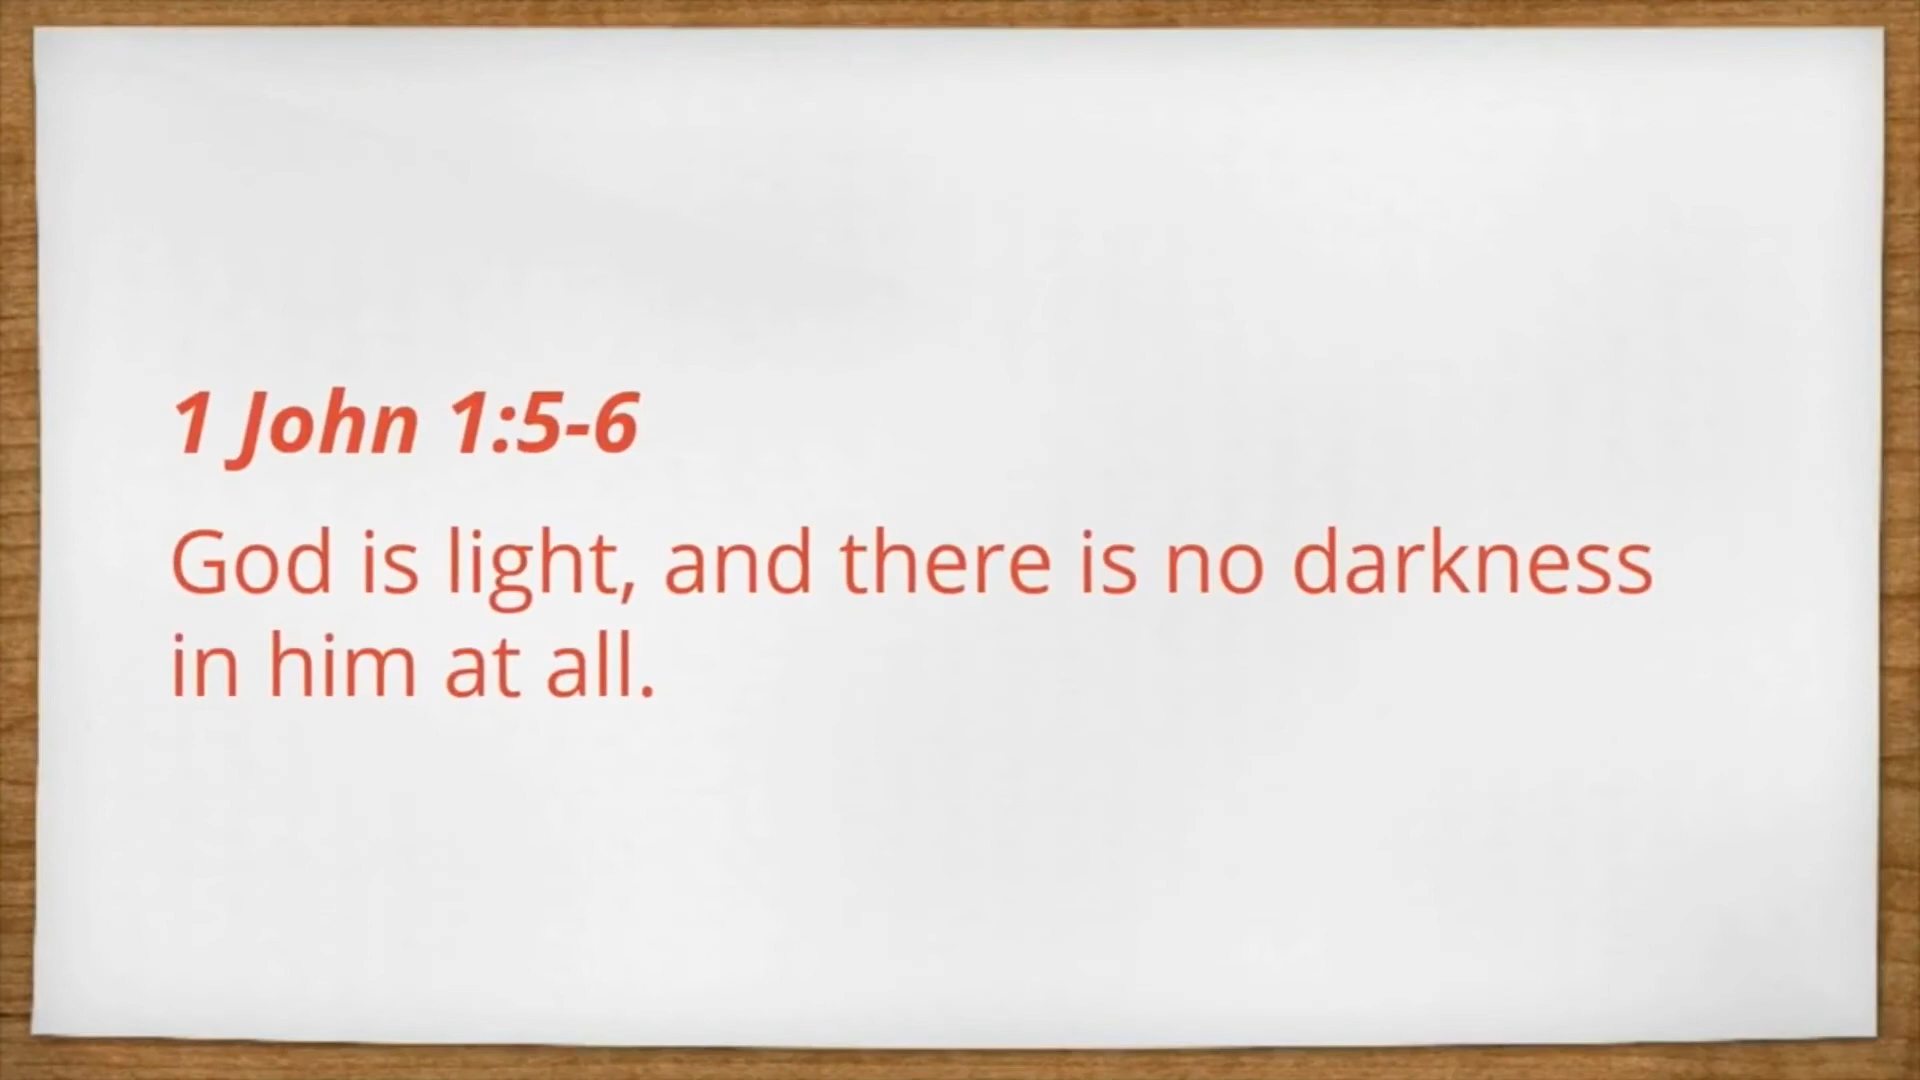 1 John 1:5-6
God is light, and there is no darkness
in him at all.